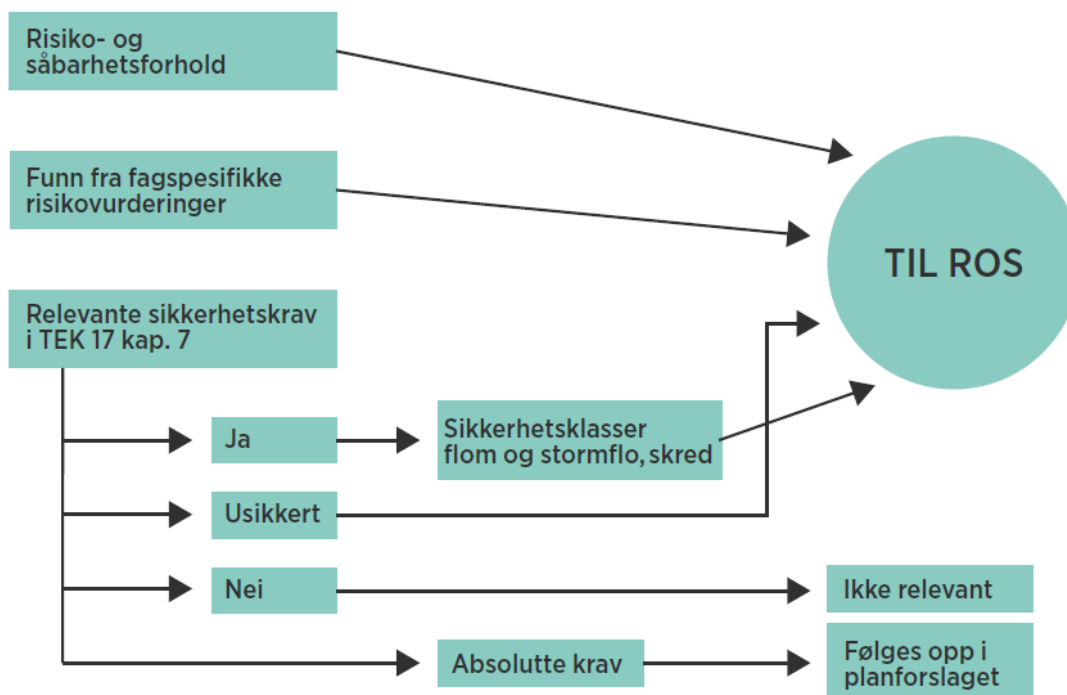 Risiko- og
såbarhetsforhold
Funn fra fagspesifikke
risikovurderinger
TIL ROS
Relevante sikkerhetskrav
i TEK 17 kap. 7
Ja
Sikkerhetsklasser
flom og stormflo, skred
Usikkert
Nei
Ikke relevant
Absolutte krav
Følges opp i
planforslaget